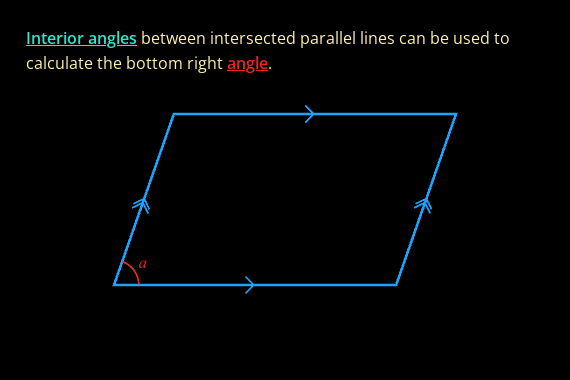 Interior angles between intersected parallel lines can be used to
calculate the bottom right angle.
a